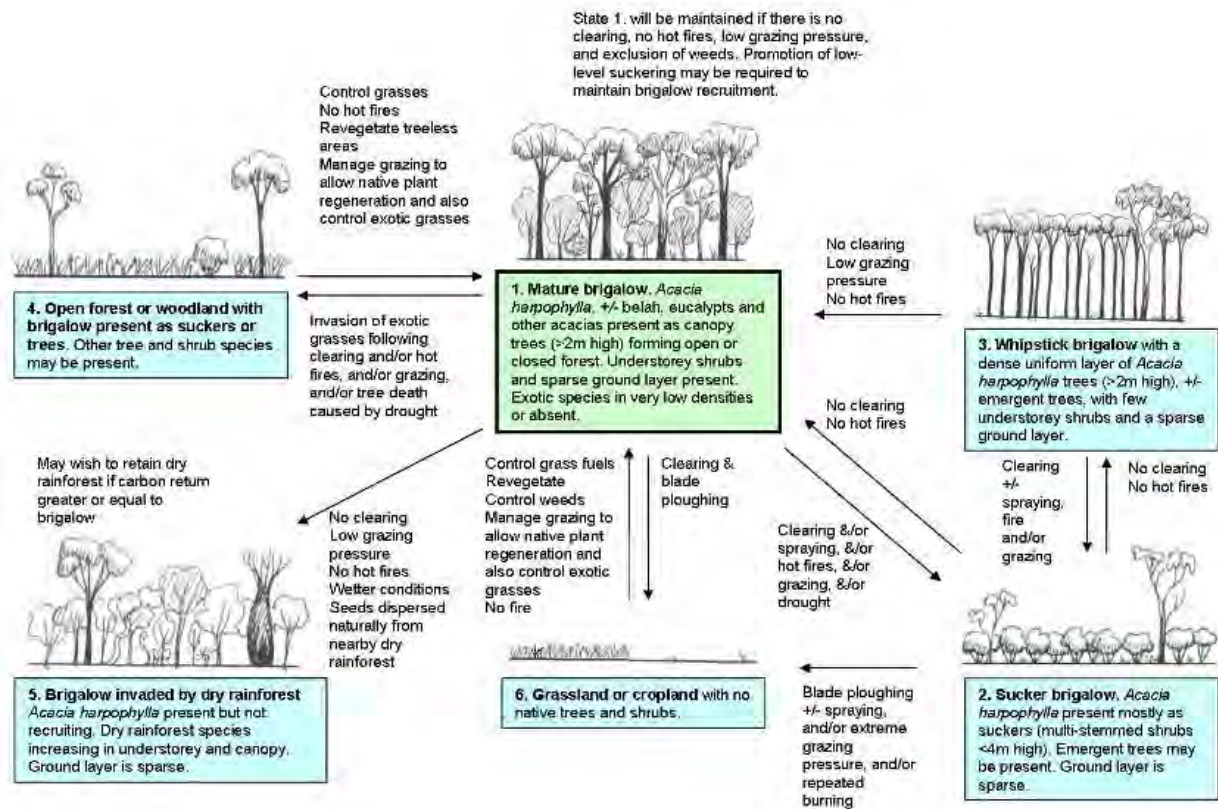 State 1. will be maintained if there is no
clearing, no hot fires, low grazing pressure,
and exclusion of weeds. Promotion of low-
level suckering may be required to
maintain brigalow recruitment.
Control grasses
No hot fires
Revegetate treeless
areas
Manage grazing to
allow native plant
regeneration and also
control exotic grasses
No clearing
Low grazing
pressure
No hot fires
4. Open forest or woodland with
brigalow present as suckers or
trees. Other tree and shrub species
may be present.
Invasion of exotic
grasses following
clearing and/or hot
fires, and/or grazing,
and/or tree death
caused by drought
1. Mature brigalow. Acacia
harpophylla, +/- belah, eucalypts and
other acacias present as canopy
trees (>2m high) forming open or
closed forest. Understorey shrubs
and sparse ground layer present.
Exotic species in very low densities
or absent.
3. Whipstick brigalow with a
dense uniform layer of Acacia
harpophylla trees (>2m high), +/-
emergent trees, with few
understorey shrubs and a sparse
ground layer.
No clearing
No hot fires
May wish to retain dry
rainforest if carbon return
greater or equal to
brigalow
No clearing
Low grazing
pressure
No hot fires
Wetter conditions
Seeds dispersed
naturally from
nearby dry
rainforest
Control grass fuels
Revegetate
Control weeds
Manage grazing to
allow native plant
regeneration and
also control exotic
grasses
No fire
Clearing &
blade
ploughing
Clearing &/or
spraying, &/or
hot fires, &/or
grazing, &/or
drought
Clearing
+/-
spraying,
fire
and/or
grazing
No clearing
No hot fires
5. Brigalow invaded by dry rainforest
Acacia harpophylla present but not
recruiting. Dry rainforest species
increasing in understorey and canopy.
Ground layer is sparse.
6. Grassland or cropland with no
native trees and shrubs.
Blade ploughing
+/- spraying,
and/or extreme
grazing
pressure, and/or
repeated
burning
2. Sucker brigalow. Acacia
harpophylla present mostly as
suckers (multi-stemmed shrubs
<4m high). Emergent trees may
be present. Ground layer is
sparse.